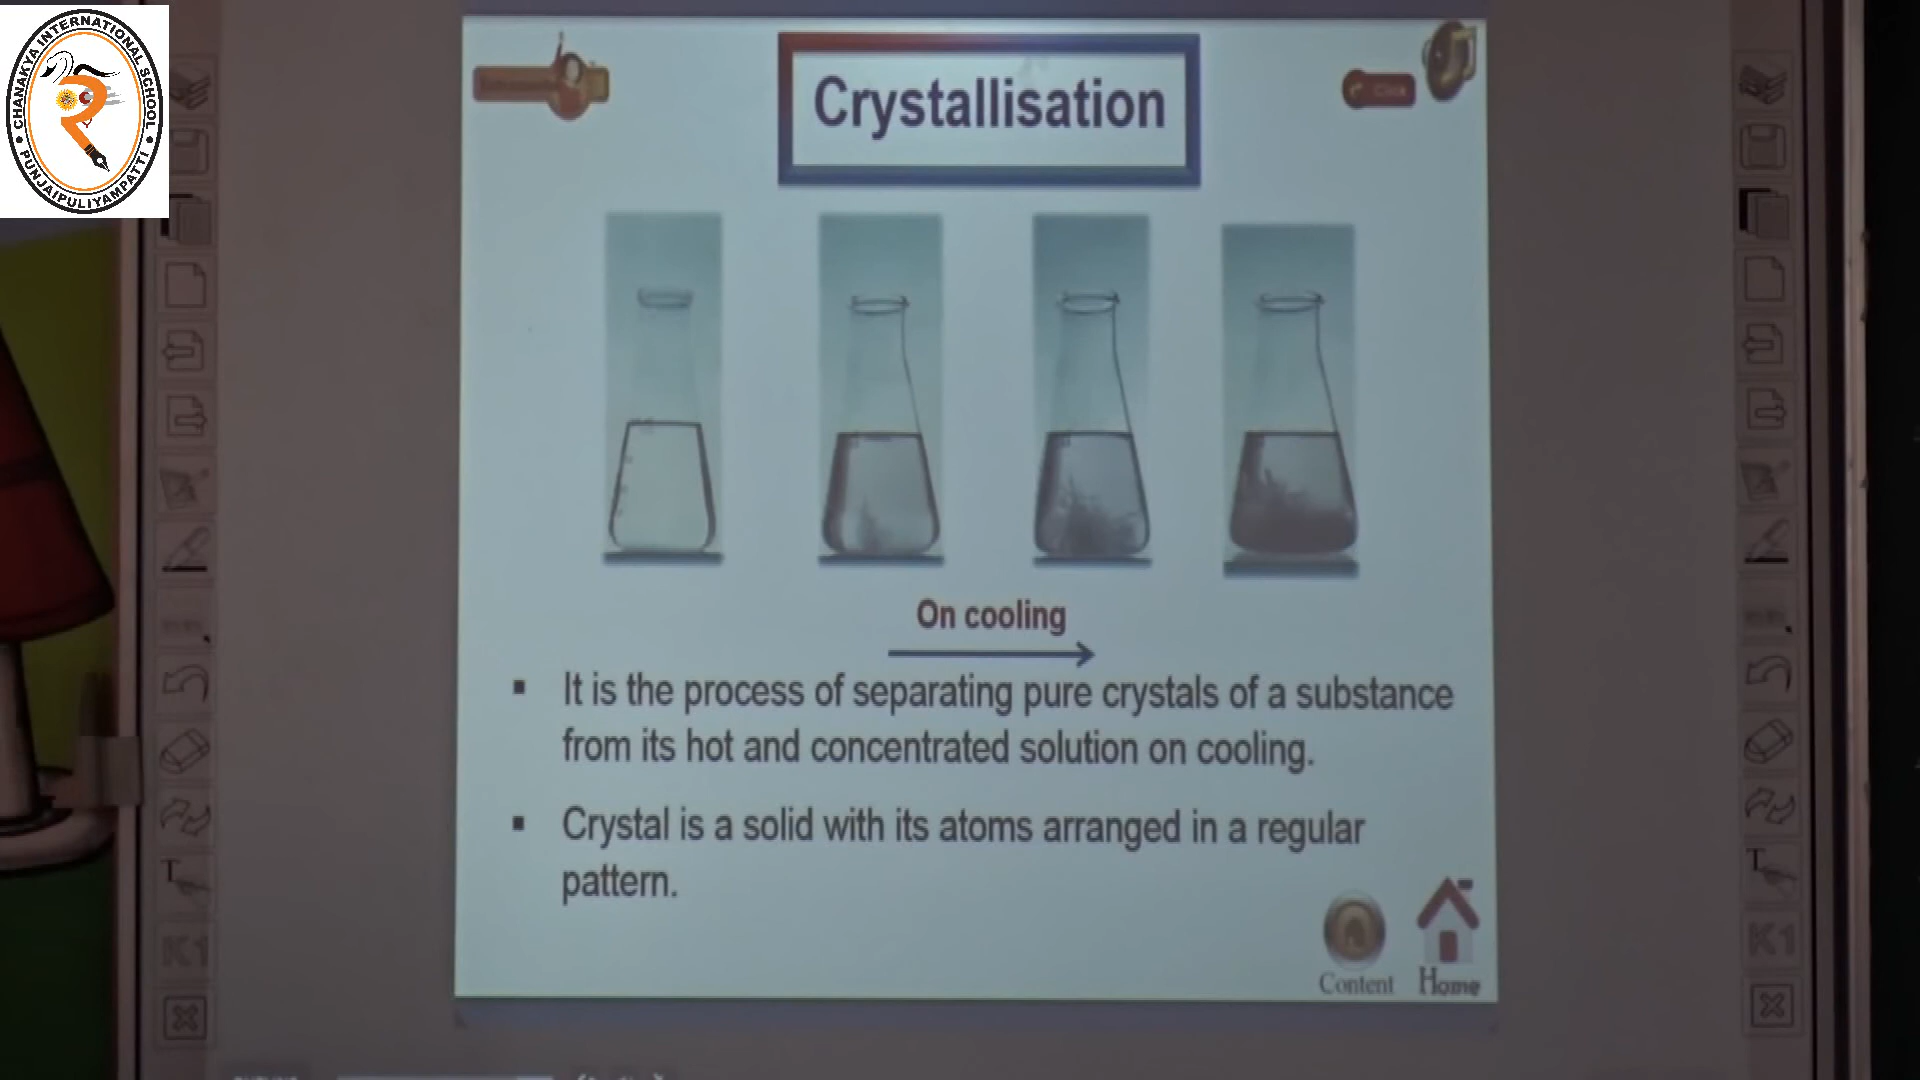 CHANAKYA INTERNATIONAL SCHOOL
PUNJAIPULIYAMPATTI
Crystallisation
Click
On cooling
▪ It is the process of separating pure crystals of a substance
from its hot and concentrated solution on cooling.
▪ Crystal is a solid with its atoms arranged in a regular
pattern.
Content Home
T
T
K1
K1